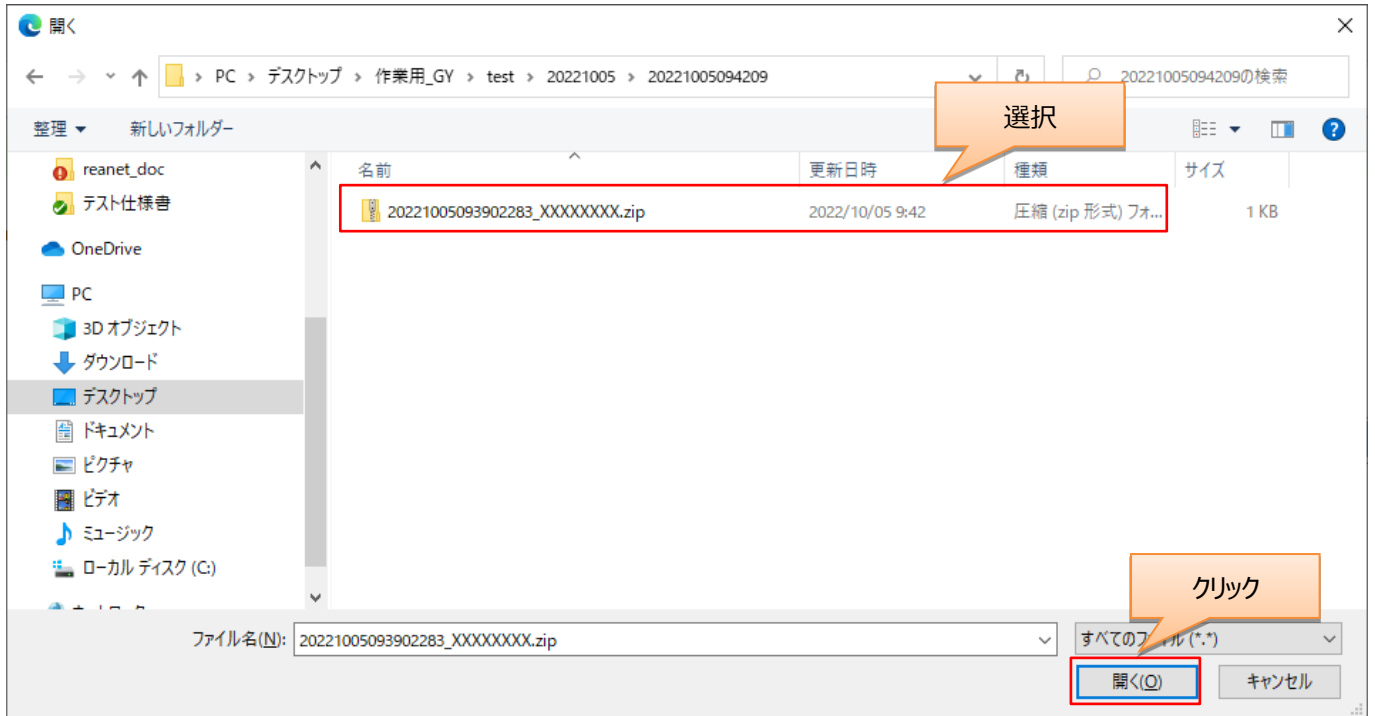 開く
PC › デスクトップ › 作業用_GY › test › 20221005 › 20221005094209
20221005094209の検索
選択
整理 新しいフォルダー
名前 更新日時 種類 サイズ
20221005093902283_XXXXXXXX.zip 2022/10/05 9:42 圧縮 (zip 形式) フォ... 1 KB
reanet_doc
テスト仕様書
OneDrive
PC
3D オブジェクト
ダウンロード
デスクトップ
ドキュメント
ピクチャ
ビデオ
ミュージック
ローカル ディスク (C:)
クリック
ファイル名(N): 20221005093902283_XXXXXXXX.zip
すべてのファイル (*.*)
開く(O) キャンセル